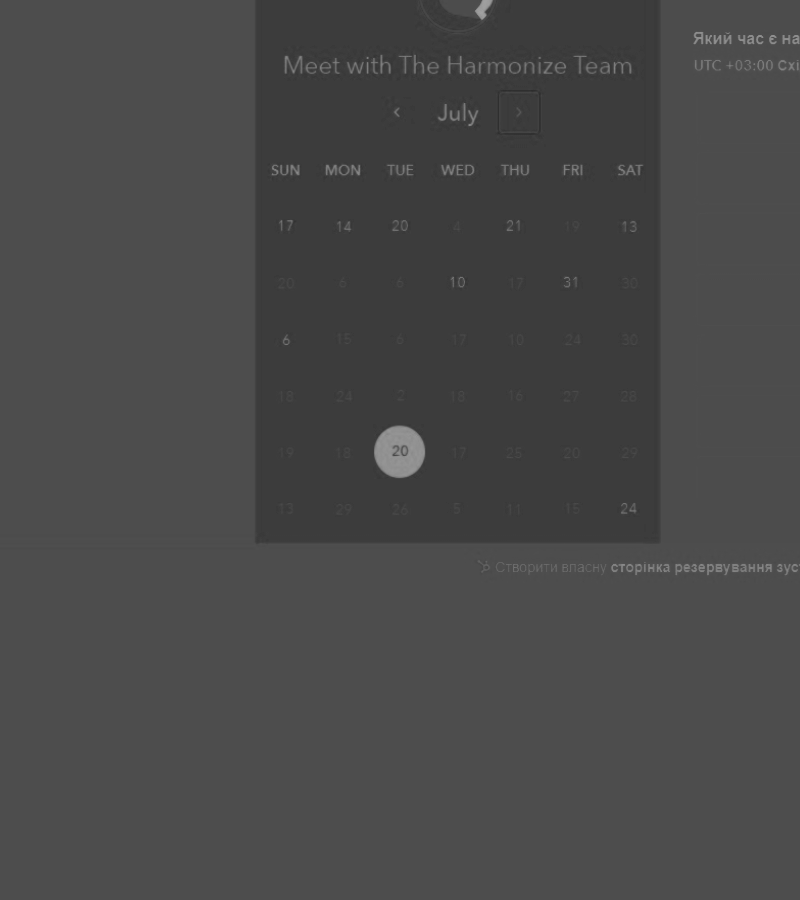 Який час є на
Meet with The Harmonize Team
UTC +03:00 Схі
July
SUN MON TUE WED THU FRI SAT
17 14 20 4 21 19 13
20 6 6 10 17 31 30
6 15 6 17 10 24 30
18 24 2 18 16 27 28
19 18 20 17 25 20 29
13 29 26 5 11 15 24
Створити власну сторінка резервування зус